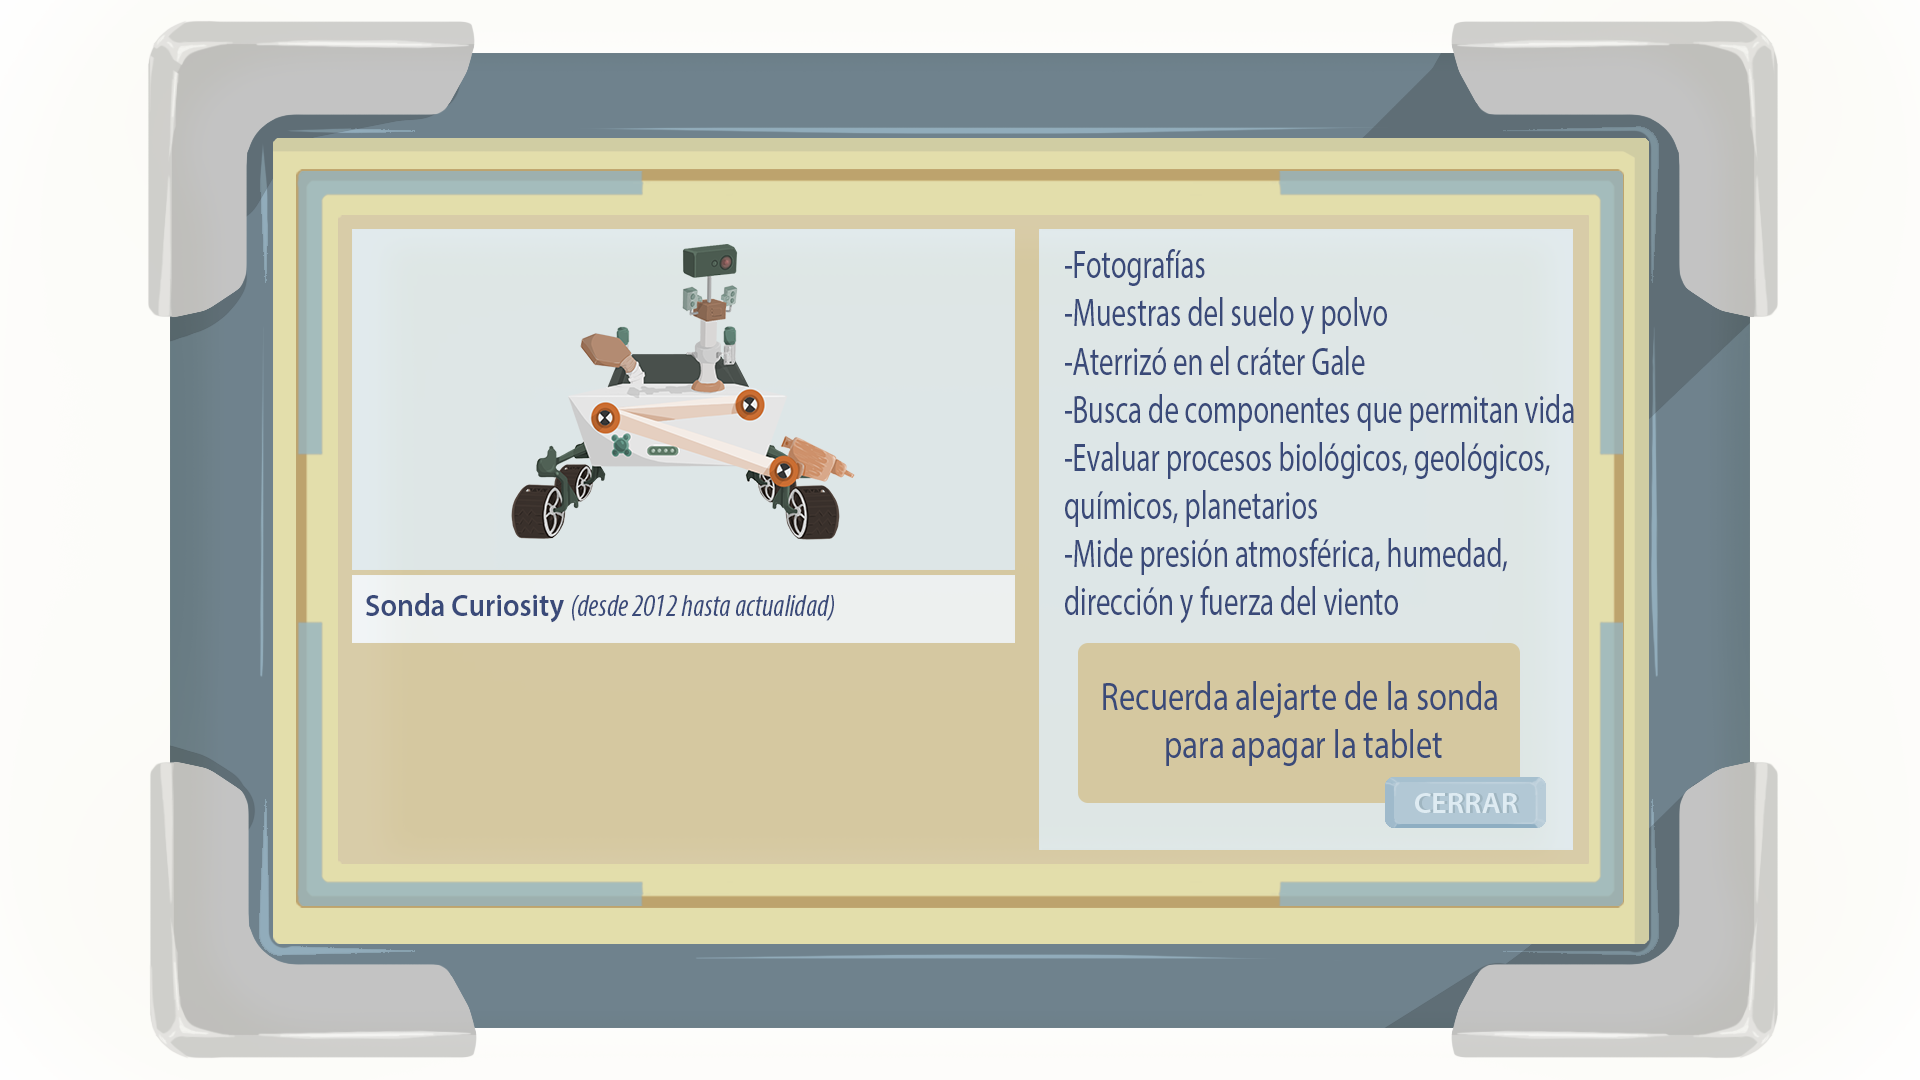 Sonda Curiosity (desde 2012 hasta actualidad)
-Fotografías
-Muestras del suelo y polvo
-Aterrizó en el cráter Gale
-Busca de componentes que permitan vida
-Evaluar procesos biológicos, geológicos,
químicos, planetarios
-Mide presión atmosférica, humedad,
dirección y fuerza del viento
Recuerda alejarte de la sonda
para apagar la tablet
CERRAR